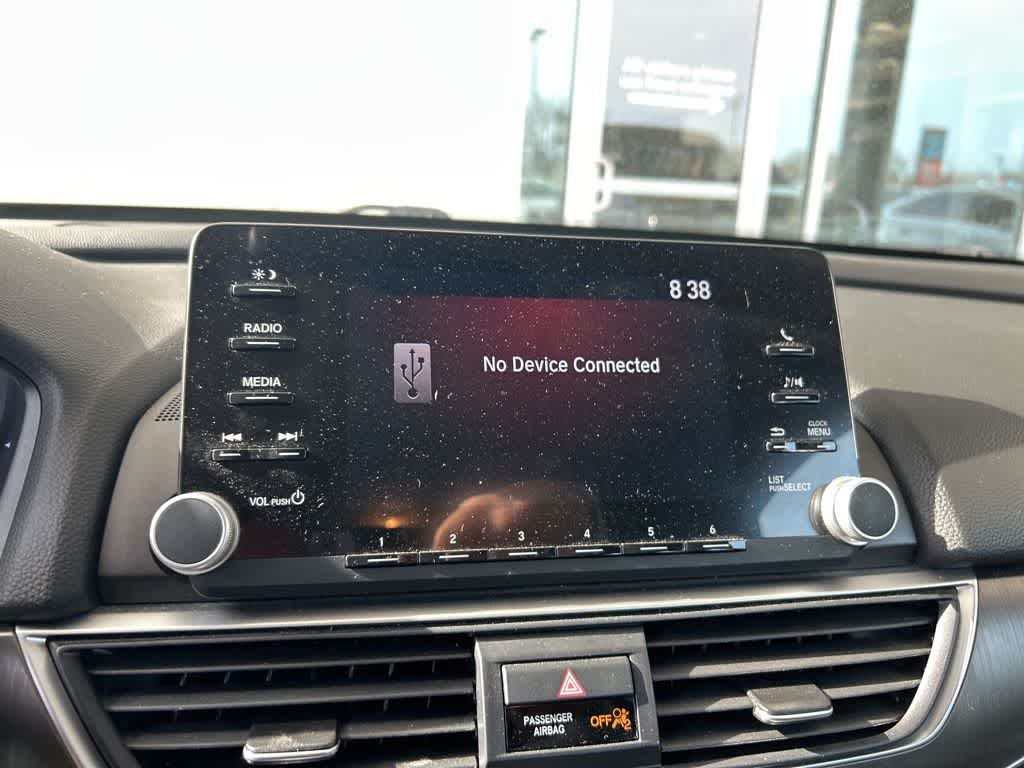 8 38
RADIO
No Device Connected
MEDIA
CLOCK
MENU
LIST
PUSH SELECT
VOL PUSH
1 2 3 4 5 6
PASSENGER
AIRBAG
OFF
2